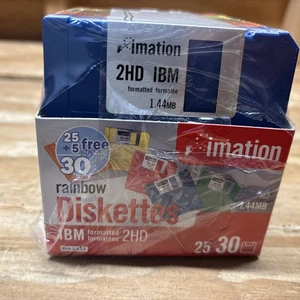 imation
2HD IBM
formatted formatée
1.44MB
25
+5 free
30
imation
rainbow
Diskettes
IBM formatted 2HD
formatées
1.44MB
25 30